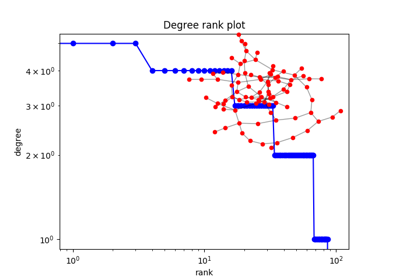 Degree rank plot
degree
4 × 10⁰
3 × 10⁰
2 × 10⁰
10⁰
10⁰
10¹
10²
rank